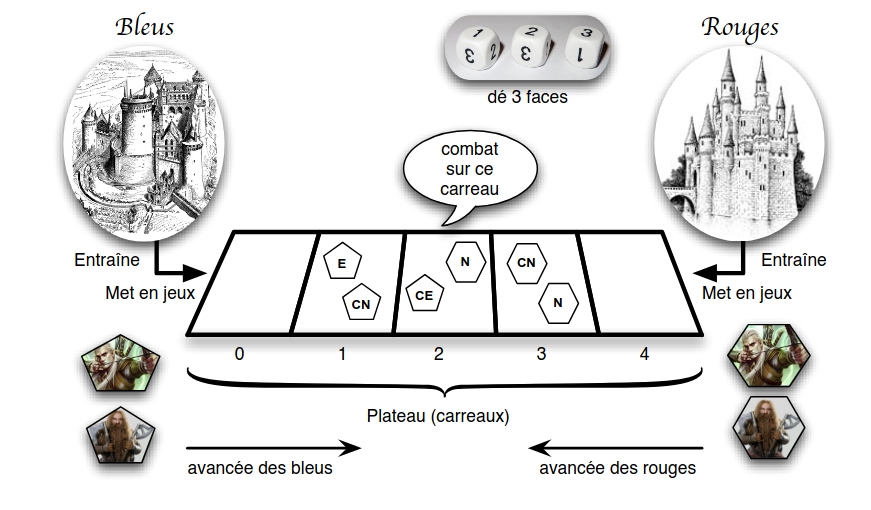 Bleus
Rouges
1 2 3
3 2 3 1
dé 3 faces
combat
sur ce
carreau
Entraîne
Met en jeux
Entraîne
Met en jeux
E
CN
CE
N
CN
N
0 1 2 3 4
Plateau (carreaux)
avancée des bleus
avancée des rouges